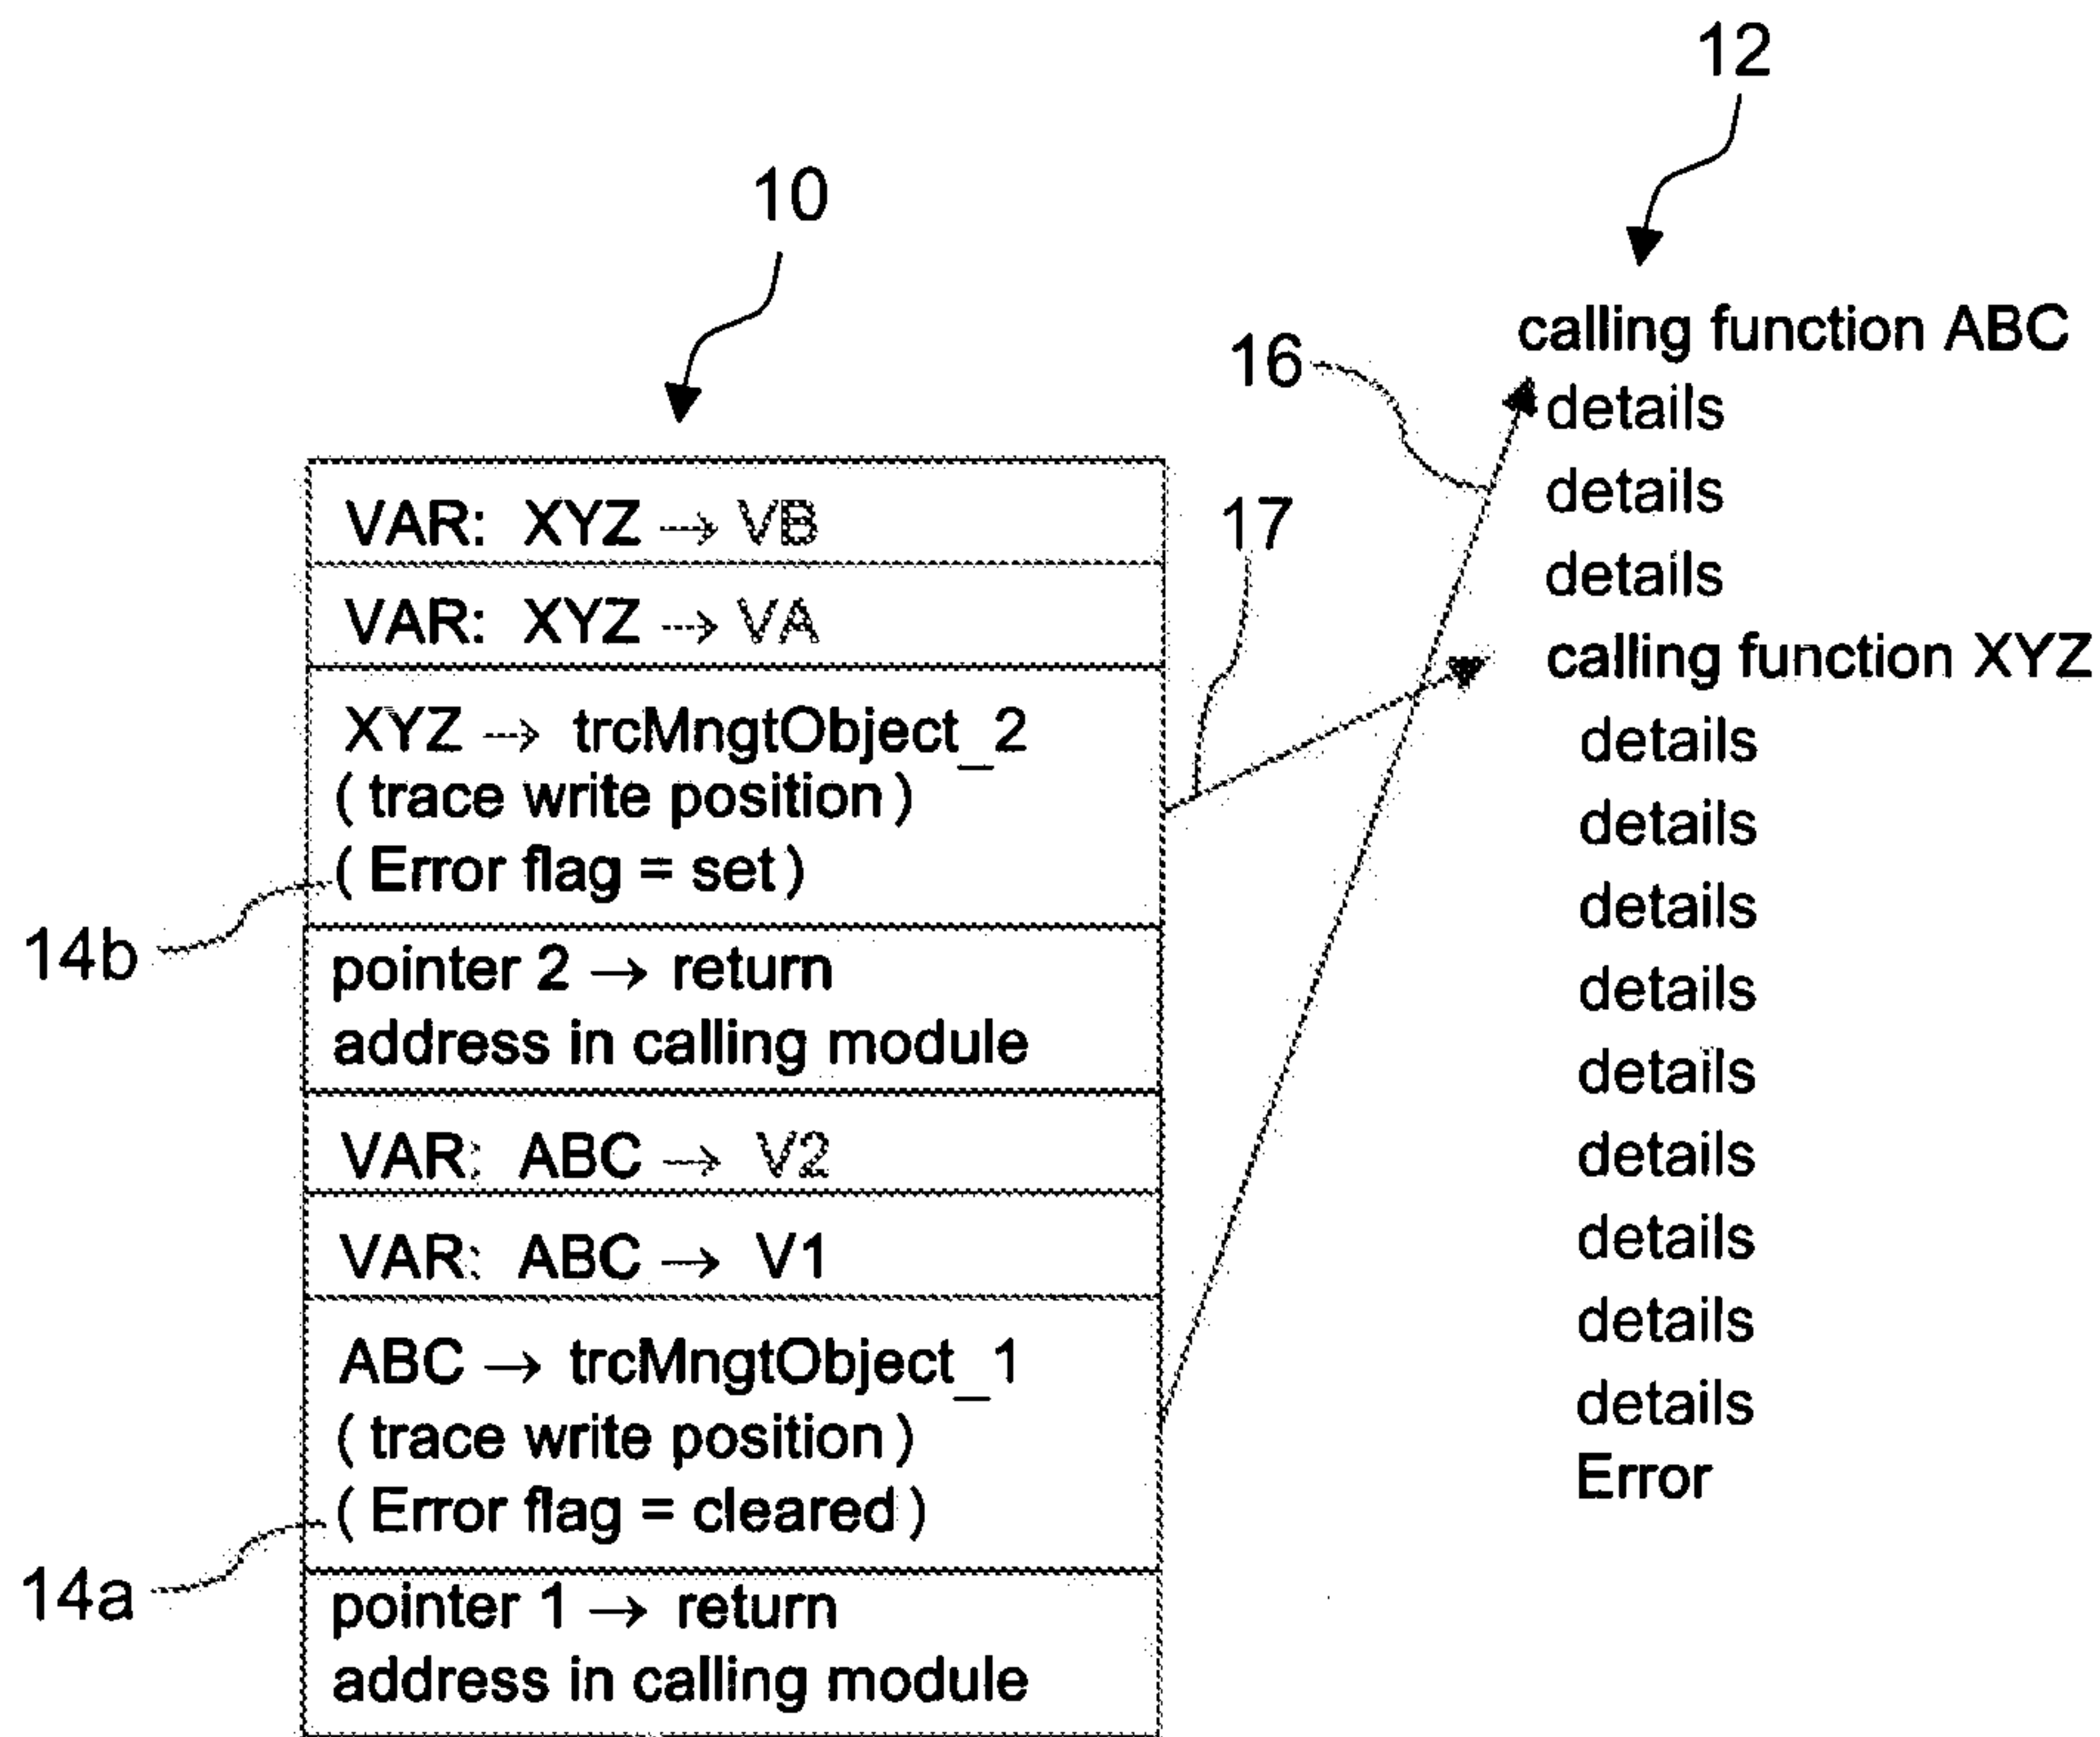 12
10
calling function ABC
16
details
details
17
VAR: XYZ → VB
details
VAR: XYZ → VA
calling function XYZ
XYZ → trcMngtObject_2
details
(trace write position)
details
(Error flag = set)
details
14b
pointer 2 → return
details
address in calling module
details
VAR: ABC → V2
details
VAR: ABC → V1
details
details
ABC → trcMngtObject_1
details
(trace write position)
Error
(Error flag = cleared)
14a
pointer 1 → return
address in calling module